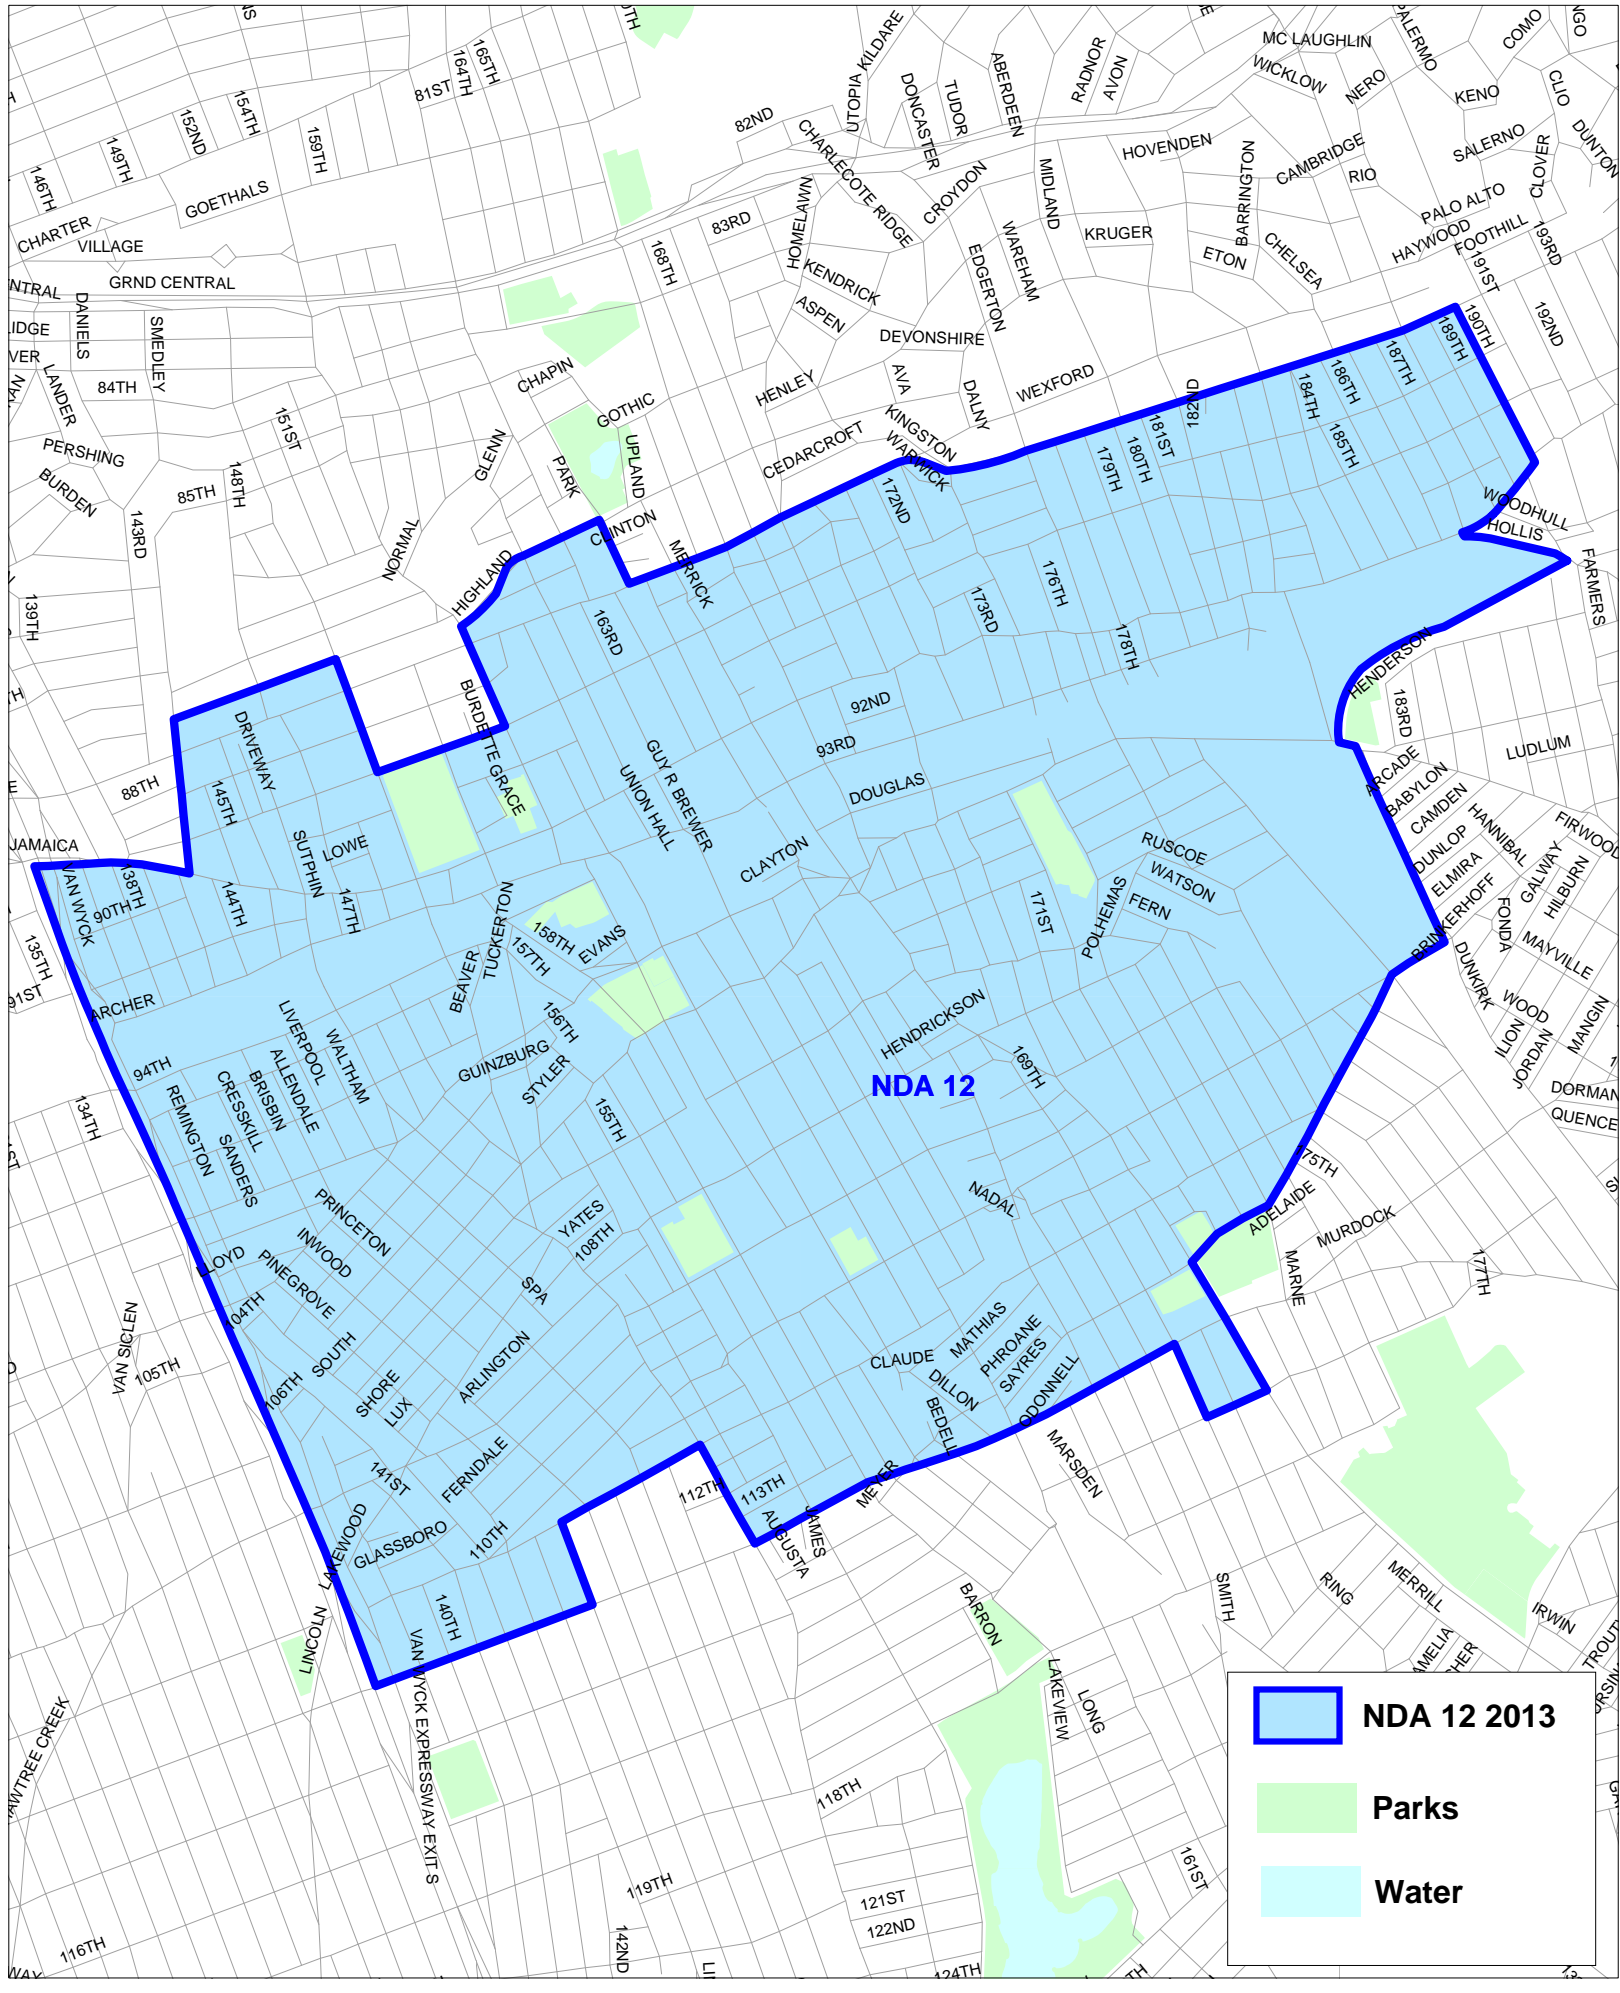 KILDARE
UTOPIA
DONCASTER
TUDOR
ABERDEEN
RADNOR
AVON
MC LAUGHLIN
WICKLOW
PALERMO
NERO
COMO
KENO
CLIO
SALERNO
CLOVER
DUNTON
164TH
165TH
81ST
152ND
154TH
149TH
159TH
146TH
82ND
CHARLECOTE RIDGE
CROYDON
MIDLAND
HOVENDEN
BARRINGTON
CAMBRIDGE
RIO
PALO ALTO
HAYWOOD
FOOTHILL
193RD
191ST
GOETHALS
CHARTER
VILLAGE
GRND CENTRAL
83RD
168TH
HOMELAWN
KENDRICK
ASPEN
EDGERTON
WAREHAM
KRUGER
ETON
CHELSEA
DANIELS
SMEDLEY
LANDER
84TH
PERSHING
BURDEN
85TH
148TH
151ST
143RD
139TH
DEVONSHIRE
AVA
DALNY
HENLEY
WEXFORD
CHAPIN
GOTHIC
UPLAND
PARK
GLENN
NORMAL
HIGHLAND
CLINTON
CEDARCROFT
KINGSTON
WARWICK
172ND
179TH
180TH
181ST
182ND
184TH
185TH
186TH
187TH
189TH
190TH
192ND
WOODHULL
HOLLIS
FARMERS
MERRICK
163RD
173RD
176TH
178TH
HENDERSON
183RD
LUDLUM
ARCADE
BABYLON
CAMDEN
DUNLOP
ELMIRA
BRINKERHOFF
HANNIBAL
GALWAY
HILBURN
FIRWOOD
FONDA
MAYVILLE
DUNKIRK
WOOD
ILION
JORDAN
MANGIN
DORMAN
QUENCE
BURDETTE
GRACE
DRIVEWAY
88TH
145TH
JAMAICA
SUTPHIN
LOWE
147TH
144TH
138TH
90TH
VAN WYCK
135TH
91ST
ARCHER
92ND
93RD
DOUGLAS
GUY R BREWER
UNION HALL
CLAYTON
RUSCOE
WATSON
FERN
POLHEMAS
171ST
TUCKERTON
BEAVER
158TH
157TH
EVANS
156TH
GUINZBURG
STYLER
155TH
HENDRICKSON
169TH
NDA 12
94TH
134TH
LIVERPOOL
WALTHAM
ALLENDALE
BRISBIN
CRESSKILL
SANDERS
REMINGTON
PRINCETON
INWOOD
PINEGROVE
LLOYD
104TH
106TH
SOUTH
SHORE
LUX
ARLINGTON
SPA
YATES
108TH
NADAL
175TH
ADELAIDE
MURDOCK
MARNE
177TH
VAN SICLEN
105TH
CLAUDE
MATHIAS
PHROANE
SAYRES
DILLON
ODONNELL
BEDELL
MARSDEN
141ST
FERNDALE
LAKEWOOD
GLASSBORO
110TH
112TH
113TH
AUGUSTA
JAMES
MEYER
140TH
LINCOLN
VAN WYCK EXPRESSWAY EXIT S
BARRON
SMITH
RING
MERRILL
IRWIN
AMELIA
LAKEVIEW
LONG
118TH
119TH
121ST
122ND
124TH
161ST
142ND
116TH
NDA 12 2013
Parks
Water